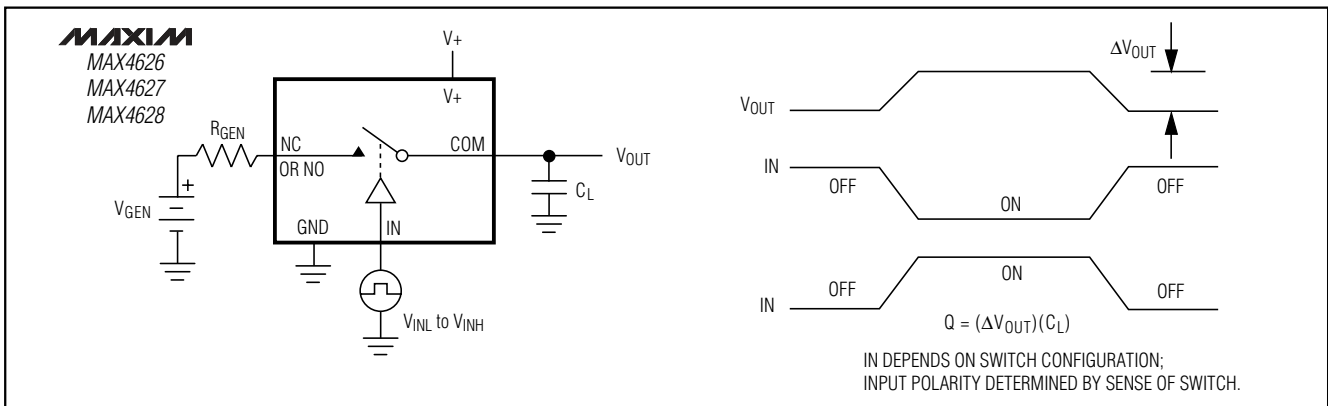 MAXIM
MAX4626
MAX4627
MAX4628
V+
V+
RGEN
NC
OR NO
COM
VOUT
CL
VGEN
+
GND
IN
VINL to VINH
ΔVOUT
VOUT
IN
OFF
ON
OFF
IN
OFF
ON
OFF
Q = (ΔVOUT)(CL)
IN DEPENDS ON SWITCH CONFIGURATION;
INPUT POLARITY DETERMINED BY SENSE OF SWITCH.